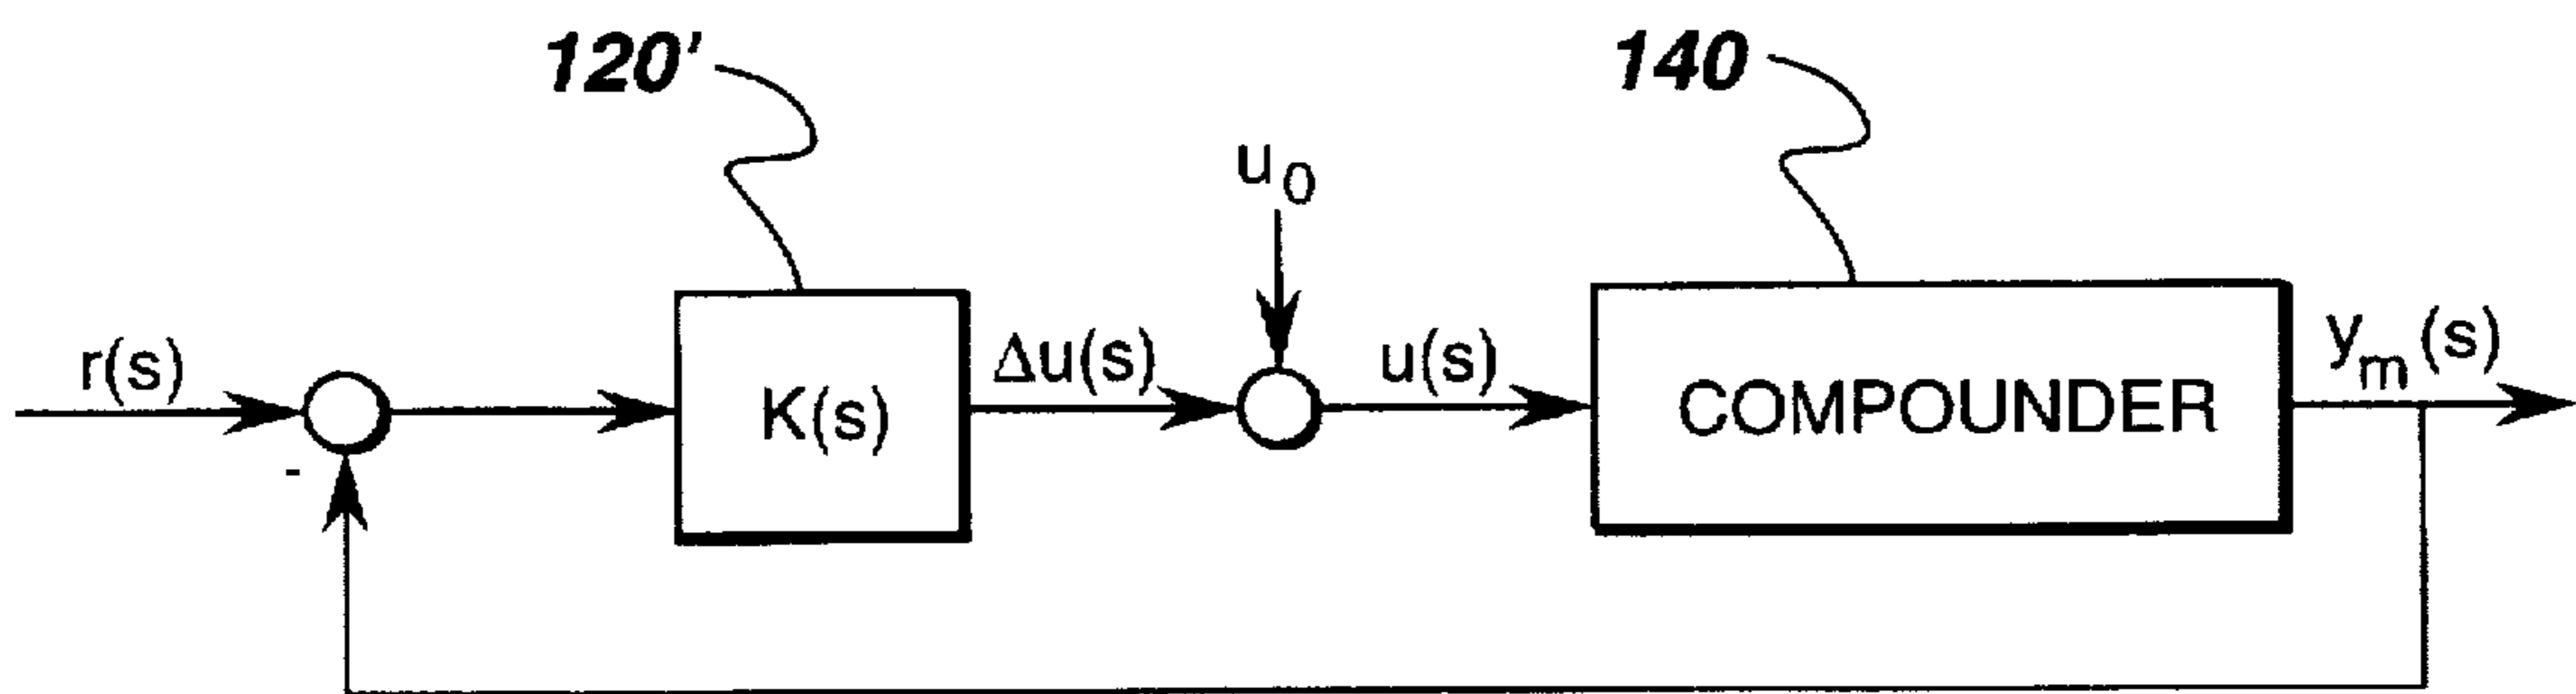 120'
140
u0
r(s)
-
K(s)
Δu(s)
u(s)
COMPOUNDER
ym(s)